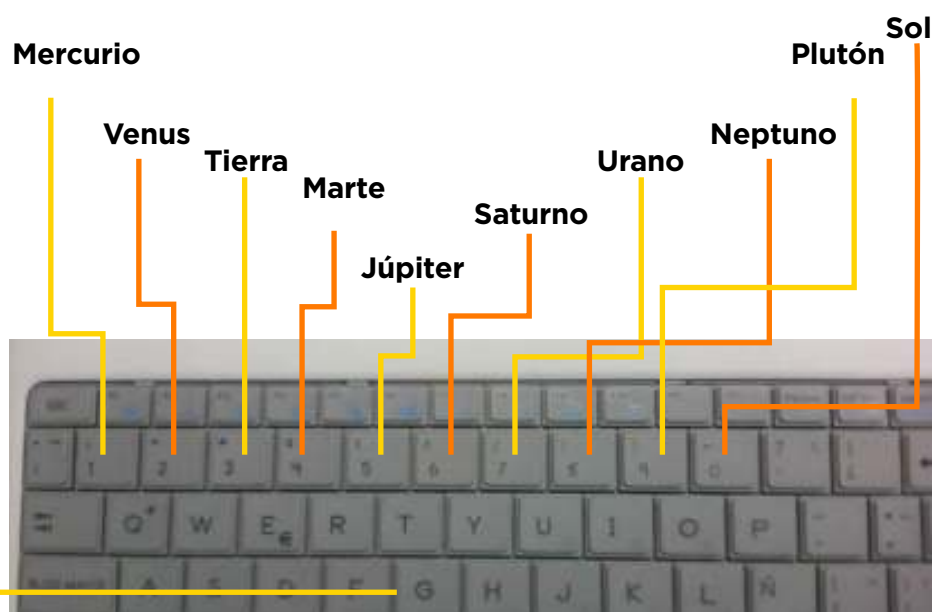 Sol
Mercurio
Plutón
Venus
Neptuno
Tierra
Urano
Marte
Saturno
Júpiter
1 2 3 4 5 6 7 8 9 0
Q W E € R T Y U I O P
A S D F G H J K L Ñ